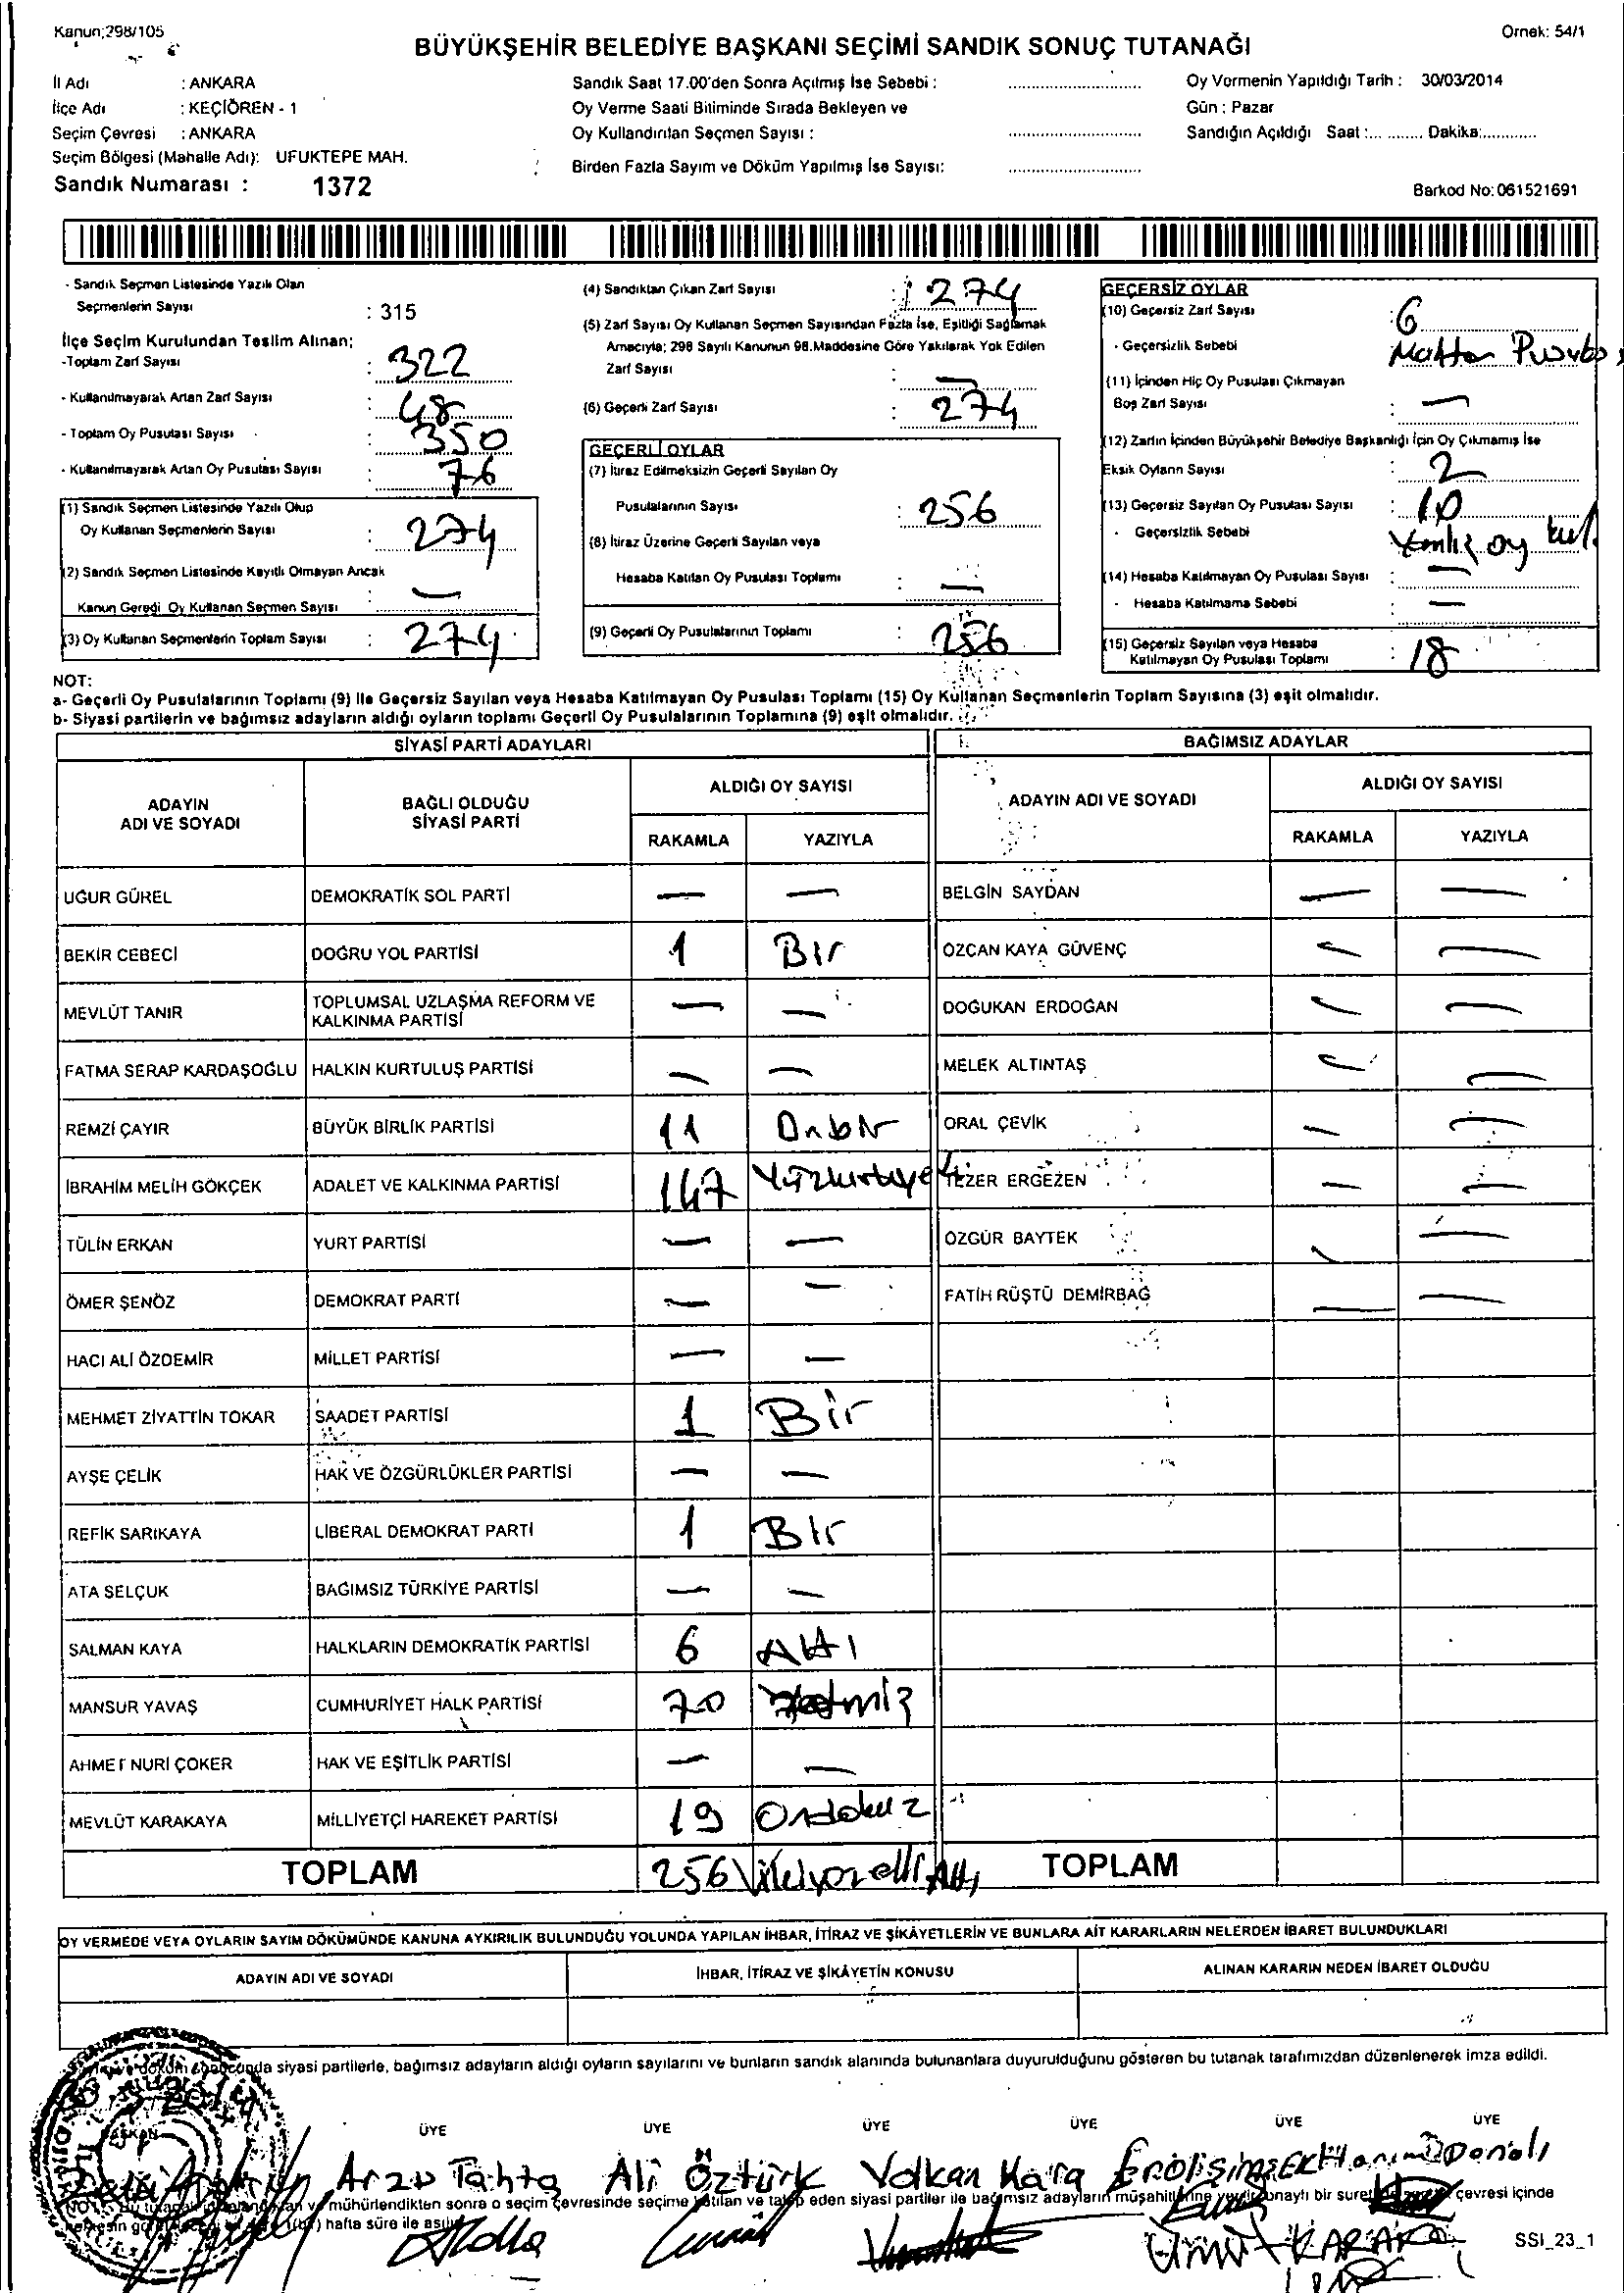 Kanun;298/105
Örnek: 54/1
BÜYÜKŞEHİR BELEDİYE BAŞKANI SEÇİMİ SANDIK SONUÇ TUTANAĞI
İl Adı : ANKARA
İlçe Adı : KEÇİÖREN - 1
Seçim Çevresi : ANKARA
Seçim Bölgesi (Mahalle Adı): UFUKTEPE MAH.
Sandık Numarası : 1372
Sandık Saat 17.00'den Sonra Açılmış İse Sebebi :
Oy Verme Saati Bitiminde Sırada Bekleyen ve
Oy Kullandırılan Seçmen Sayısı :
Birden Fazla Sayım ve Döküm Yapılmış İse Sayısı:
Oy Vermenin Yapıldığı Tarih : 30/03/2014
Gün : Pazar
Sandığın Açıldığı Saat :... ........ Dakika:............
Barkod No:061521691
- Sandık Seçmen Listesinde Yazılı Olan
Seçmenlerin Sayısı : 315
İlçe Seçim Kurulundan Teslim Alınan;
-Toplam Zarf Sayısı : 322
- Kullanılmayarak Artan Zarf Sayısı : 48
- Toplam Oy Pusulası Sayısı : 350
- Kullanılmayarak Artan Oy Pusulası Sayısı : 76
(1) Sandık Seçmen Listesinde Yazılı Olup
Oy Kullanan Seçmenlerin Sayısı : 274
(2) Sandık Seçmen Listesinde Kayıtlı Olmayan Ancak
Kanun Gereği Oy Kullanan Seçmen Sayısı : —
(3) Oy Kullanan Seçmenlerin Toplam Sayısı : 274
(4) Sandıktan Çıkan Zarf Sayısı : 274
(5) Zarf Sayısı Oy Kullanan Seçmen Sayısından Fazla İse, Eşitliği Sağlamak
Amacıyla; 298 Sayılı Kanunun 98.Maddesine Göre Yakılarak Yok Edilen
Zarf Sayısı : —
(6) Geçerli Zarf Sayısı : 274
GEÇERLİ OYLAR
(7) İtiraz Edilmeksizin Geçerli Sayılan Oy
Pusulalarının Sayısı : 256
(8) İtiraz Üzerine Geçerli Sayılan veya
Hesaba Katılan Oy Pusulası Toplamı : —
(9) Geçerli Oy Pusulalarının Toplamı : 256
GEÇERSİZ OYLAR
(10) Geçersiz Zarf Sayısı : 6
- Geçersizlik Sebebi
(11) İçinden Hiç Oy Pusulası Çıkmayan
Boş Zarf Sayısı : —
(12) Zarfın İçinden Büyükşehir Belediye Başkanlığı İçin Oy Çıkmamış İse
Eksik Oyların Sayısı : 2
(13) Geçersiz Sayılan Oy Pusulası Sayısı : 10
- Geçersizlik Sebebi oy kul.
(14) Hesaba Katılmayan Oy Pusulası Sayısı : —
- Hesaba Katılmama Sebebi : —
(15) Geçersiz Sayılan veya Hesaba
Katılmayan Oy Pusulası Toplamı : 18
NOT:
a- Geçerli Oy Pusulalarının Toplamı (9) İle Geçersiz Sayılan veya Hesaba Katılmayan Oy Pusulası Toplamı (15) Oy Kullanan Seçmenlerin Toplam Sayısına (3) eşit olmalıdır.
b- Siyasi partilerin ve bağımsız adayların aldığı oyların toplamı Geçerli Oy Pusulalarının Toplamına (9) eşit olmalıdır.
SİYASİ PARTİ ADAYLARI
BAĞIMSIZ ADAYLAR
ADAYIN ADI VE SOYADI
BAĞLI OLDUĞU SİYASİ PARTİ
ALDIĞI OY SAYISI
RAKAMLA YAZIYLA
ADAYIN ADI VE SOYADI
ALDIĞI OY SAYISI
RAKAMLA YAZIYLA
UĞUR GÜREL DEMOKRATİK SOL PARTİ — — BELGİN SAYDAN — —
BEKİR CEBECİ DOĞRU YOL PARTİSİ 1 Bir ÖZCAN KAYA GÜVENÇ — —
MEVLÜT TANIR TOPLUMSAL UZLAŞMA REFORM VE KALKINMA PARTİSİ — — DOĞUKAN ERDOĞAN — —
FATMA SERAP KARDAŞOĞLU HALKIN KURTULUŞ PARTİSİ — — MELEK ALTINTAŞ — —
REMZİ ÇAYIR BÜYÜK BİRLİK PARTİSİ 11 Onbir ORAL ÇEVİK — —
İBRAHİM MELİH GÖKÇEK ADALET VE KALKINMA PARTİSİ 147 Yüzkırkyedi TEZER ERGEZEN — —
TÜLİN ERKAN YURT PARTİSİ — — ÖZGÜR BAYTEK — —
ÖMER ŞENÖZ DEMOKRAT PARTİ — — FATİH RÜŞTÜ DEMİRBAĞ — —
HACI ALİ ÖZDEMİR MİLLET PARTİSİ — —
MEHMET ZİYATTİN TOKAR SAADET PARTİSİ 1 Bir
AYŞE ÇELİK HAK VE ÖZGÜRLÜKLER PARTİSİ — —
REFİK SARIKAYA LİBERAL DEMOKRAT PARTİ 1 Bir
ATA SELÇUK BAĞIMSIZ TÜRKİYE PARTİSİ — —
SALMAN KAYA HALKLARIN DEMOKRATİK PARTİSİ 6 Altı
MANSUR YAVAŞ CUMHURİYET HALK PARTİSİ 70 Yetmiş
AHMET NURİ ÇOKER HAK VE EŞİTLİK PARTİSİ — —
MEVLÜT KARAKAYA MİLLİYETÇİ HAREKET PARTİSİ 19 Ondokuz
TOPLAM 256 İkiyüzelli Altı TOPLAM
OY VERMEDE VEYA OYLARIN SAYIM DÖKÜMÜNDE KANUNA AYKIRILIK BULUNDUĞU YOLUNDA YAPILAN İHBAR, İTİRAZ VE ŞİKÂYETLERİN VE BUNLARA AİT KARARLARIN NELERDEN İBARET BULUNDUKLARI
ADAYIN ADI VE SOYADI İHBAR, İTİRAZ VE ŞİKÂYETİN KONUSU ALINAN KARARIN NEDEN İBARET OLDUĞU
siyasi partilerle, bağımsız adayların aldığı oyların sayılarını ve bunların sandık alanında bulunanlara duyurulduğunu gösteren bu tutanak tarafımızdan düzenlenerek imza edildi.
BAŞKAN ÜYE ÜYE ÜYE ÜYE ÜYE ÜYE
Arzu Tahta Ali Öztürk Volkan Kara Erol Şimşek
mühürlendikten sonra o seçim çevresinde seçime katılan ve talep eden siyasi partiler ile bağımsız adayların müşahitlerine onaylı bir suret çevresi içinde
hafta süre ile asılır
ÜMİT KARACA
SSI_23_1